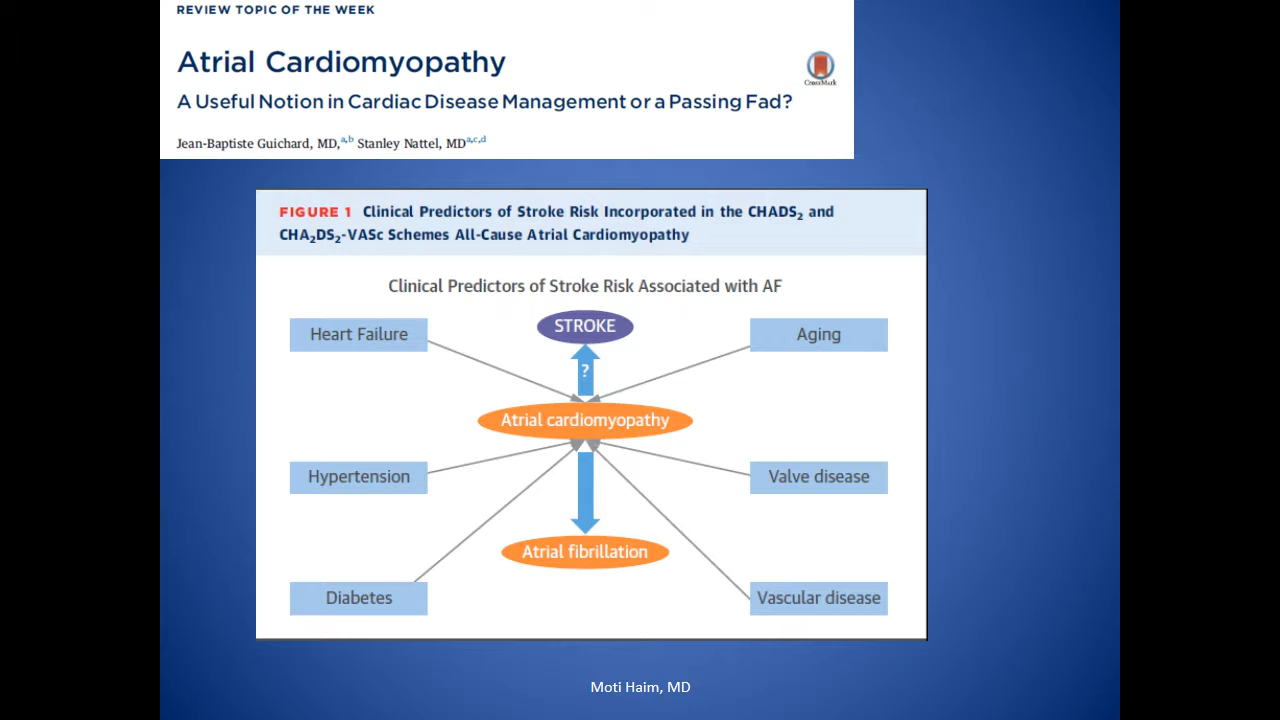 REVIEW TOPIC OF THE WEEK
Atrial Cardiomyopathy
A Useful Notion in Cardiac Disease Management or a Passing Fad?
CrossMark
Jean-Baptiste Guichard, MD,a,b Stanley Nattel, MDa,c,d
FIGURE 1 Clinical Predictors of Stroke Risk Incorporated in the CHADS2 and
CHA2DS2-VASc Schemes All-Cause Atrial Cardiomyopathy
Clinical Predictors of Stroke Risk Associated with AF
Heart Failure
STROKE
Aging
?
Atrial cardiomyopathy
Hypertension
Valve disease
Atrial fibrillation
Diabetes
Vascular disease
Moti Haim, MD